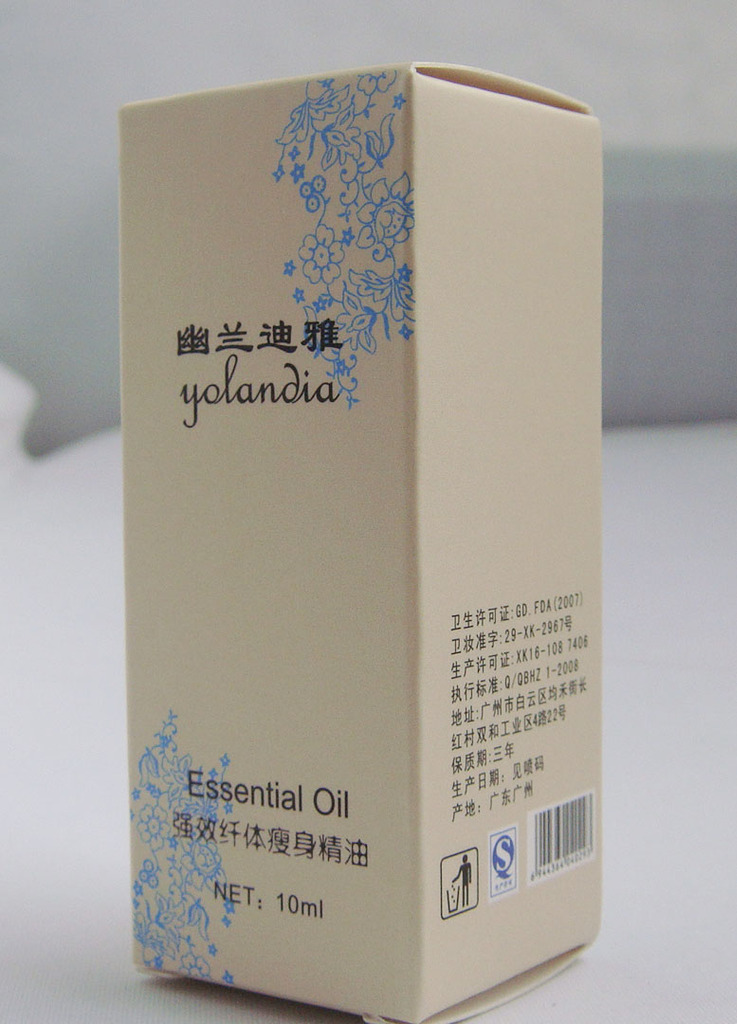 幽兰迪雅
yolandia
Essential Oil
强效纤体瘦身精油
NET: 10ml
卫生许可证:GD.FDA(2007)
卫妆准字:29-XK-2967号
生产许可证:XK16-108 7406
执行标准:Q/QBHZ 1-2008
地址:广州市白云区均禾街长
红村双和工业区4路22号
保质期:三年
生产日期: 见喷码
产地: 广东广州